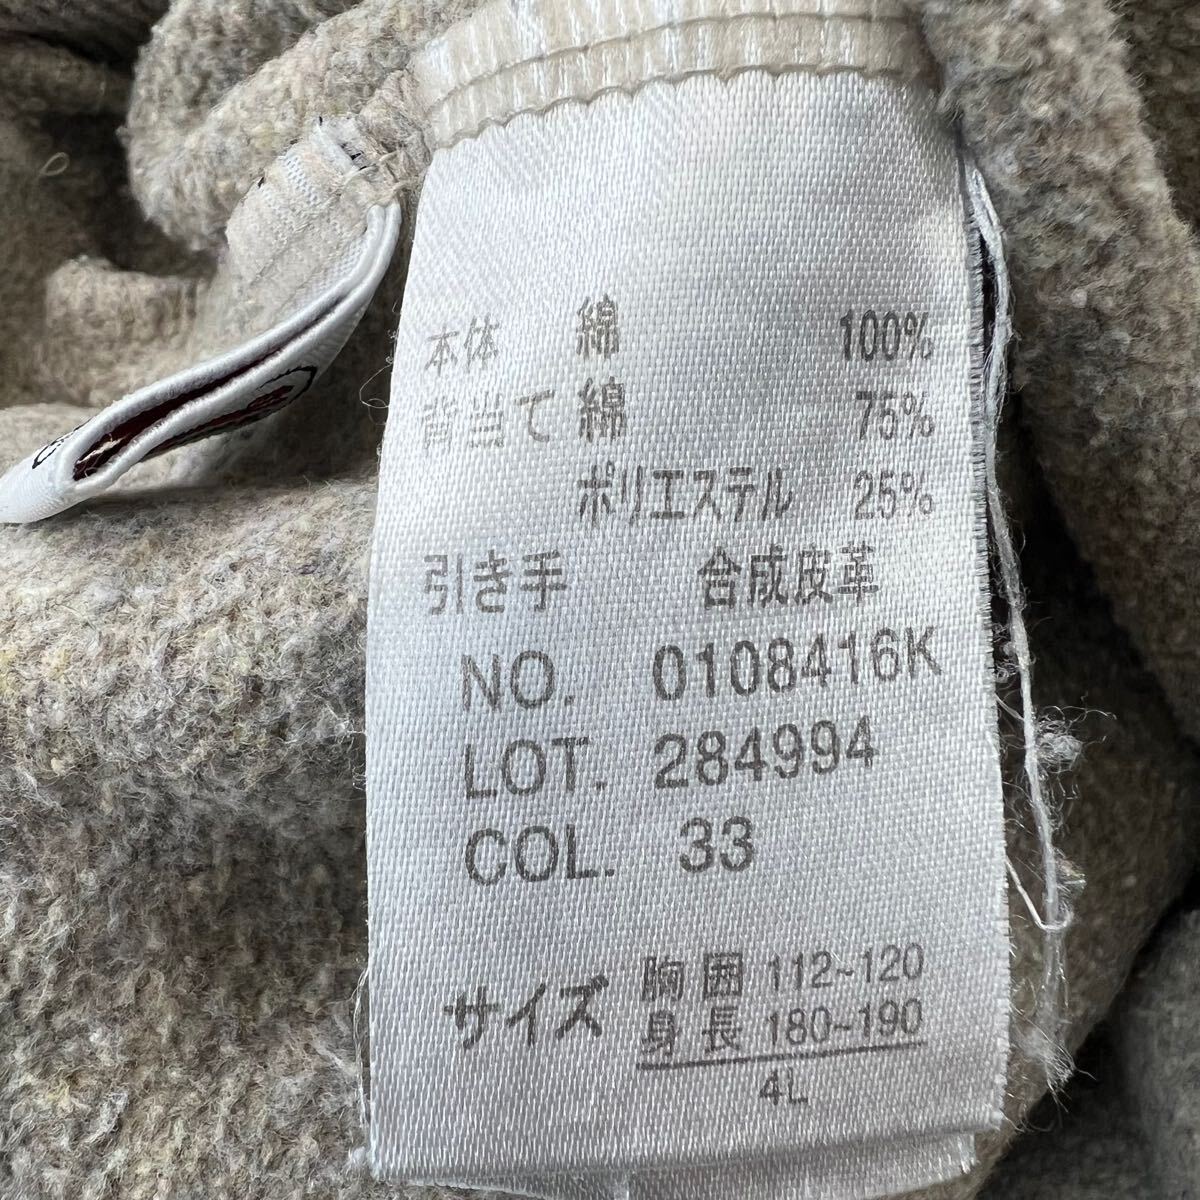 本体 綿 100%
背当て 綿 75%
ポリエステル 25%
引き手 合成皮革
NO. 0108416K
LOT. 284994
COL. 33
サイズ 胸囲 112~120
身長 180~190
4L